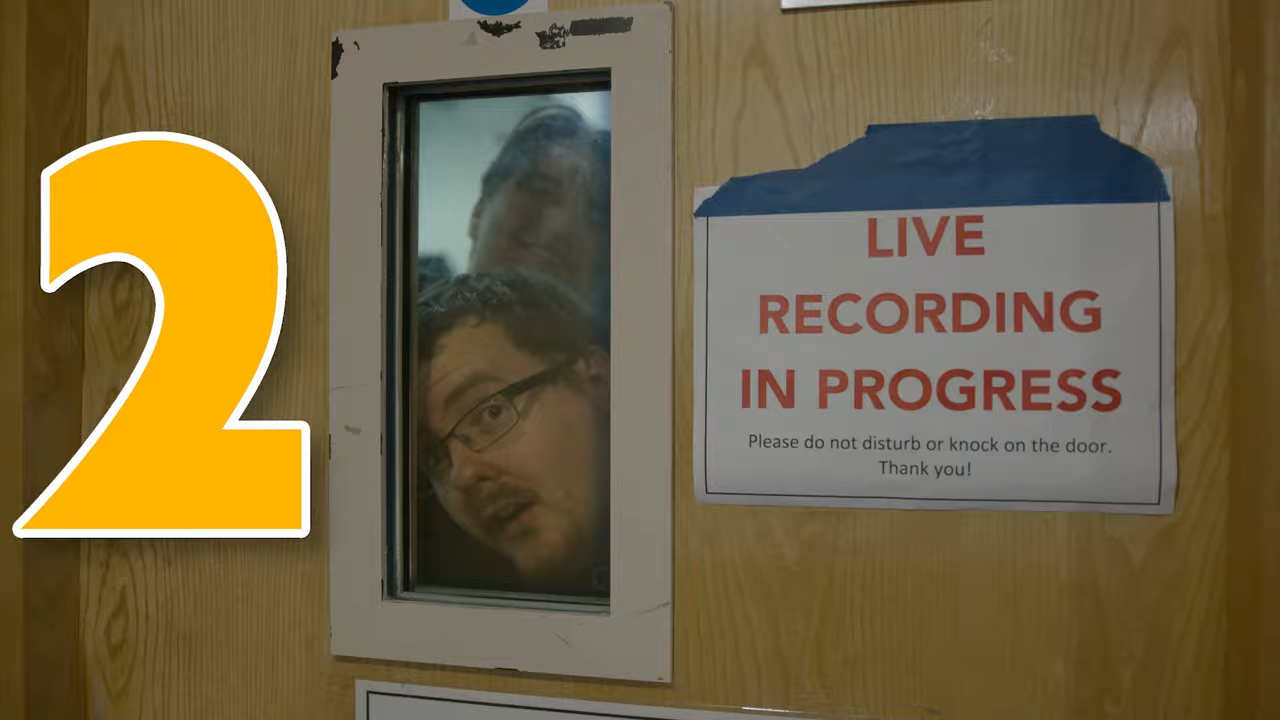 2
LIVE
RECORDING
IN PROGRESS
Please do not disturb or knock on the door.
Thank you!